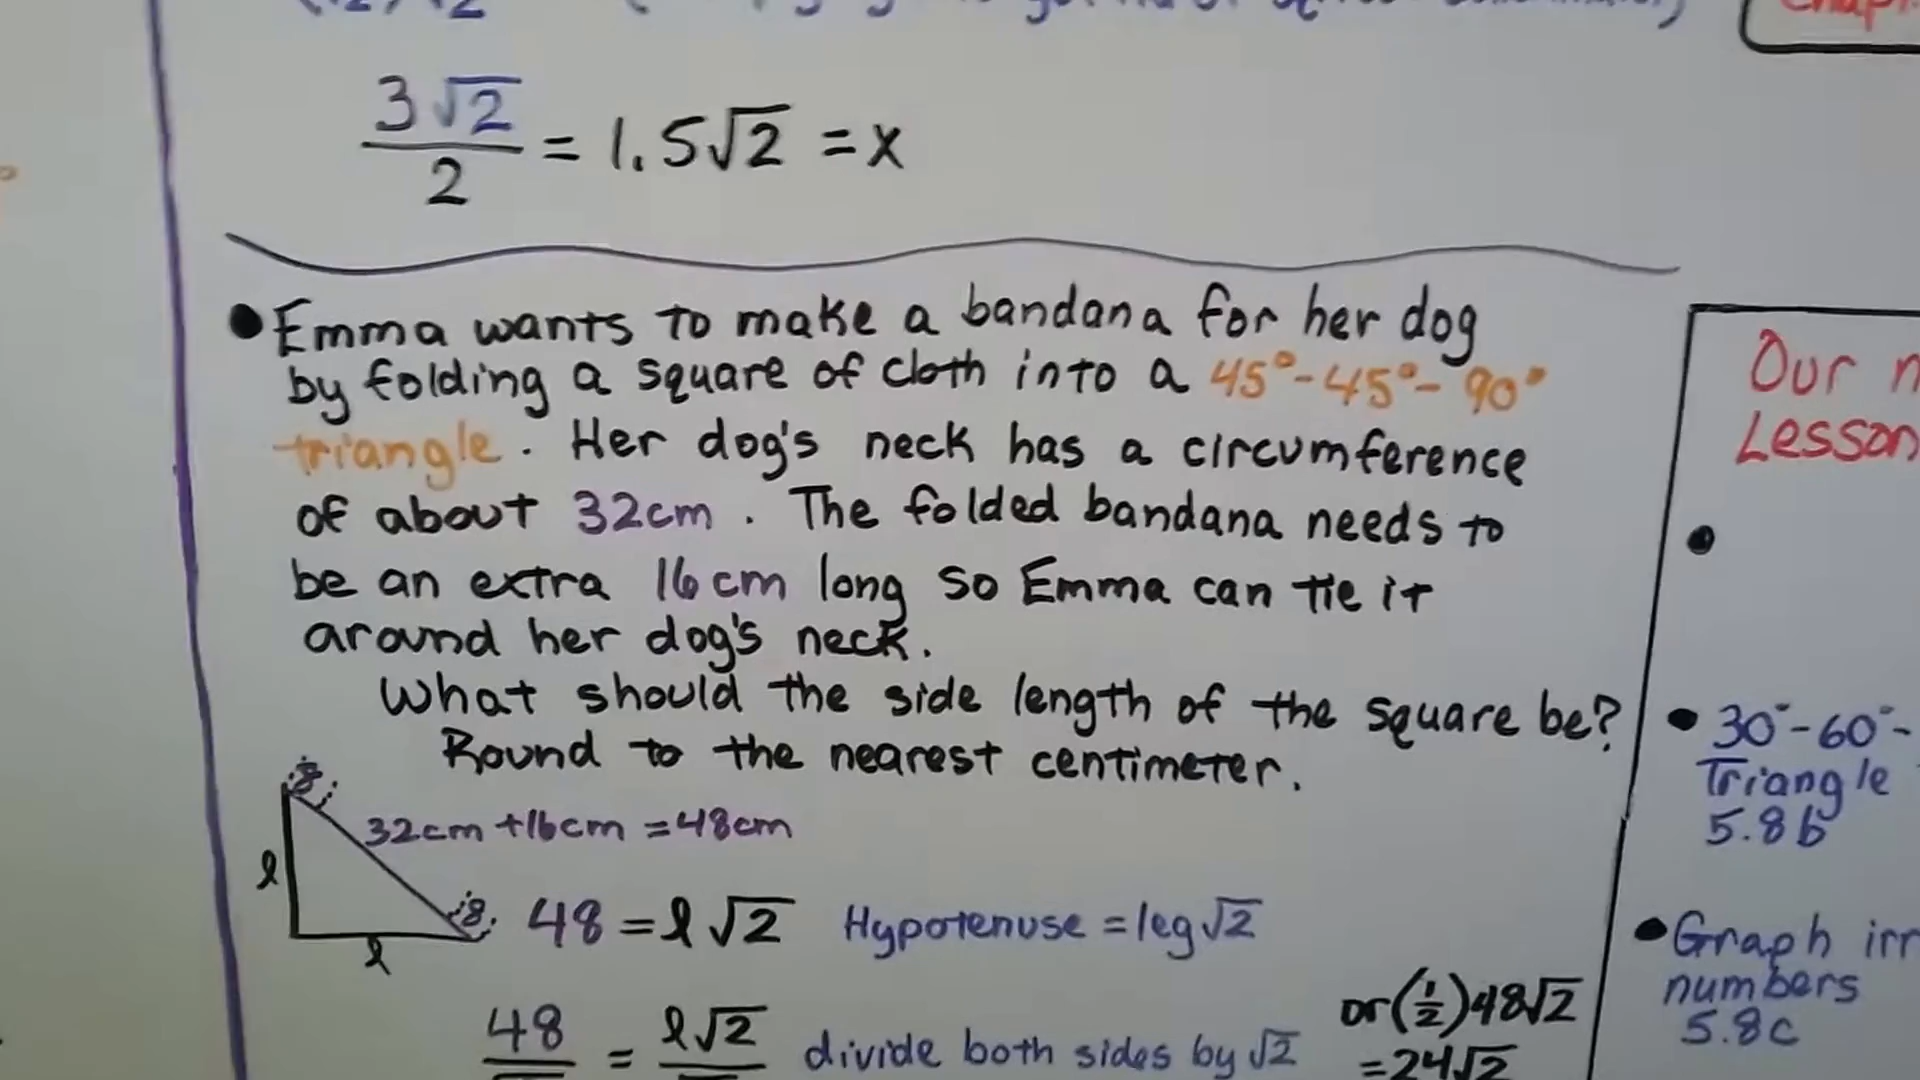 3√2
2
= 1.5√2 = x
Emma wants to make a bandana for her dog
by folding a square of cloth into a 45°-45°-90°
triangle. Her dog's neck has a circumference
of about 32cm. The folded bandana needs to
be an extra 16cm long so Emma can tie it
around her dog's neck.
What should the side length of the square be?
Round to the nearest centimeter.
8
32cm +16cm =48cm
l
8
l
48 = l√2 Hypotenuse = leg√2
48 = l√2 divide both sides by √2
or (1/2)48√2
=24√2
Our
Lesson
30°-60°-
Triangle
5.8b
Graph
numbers
5.8c